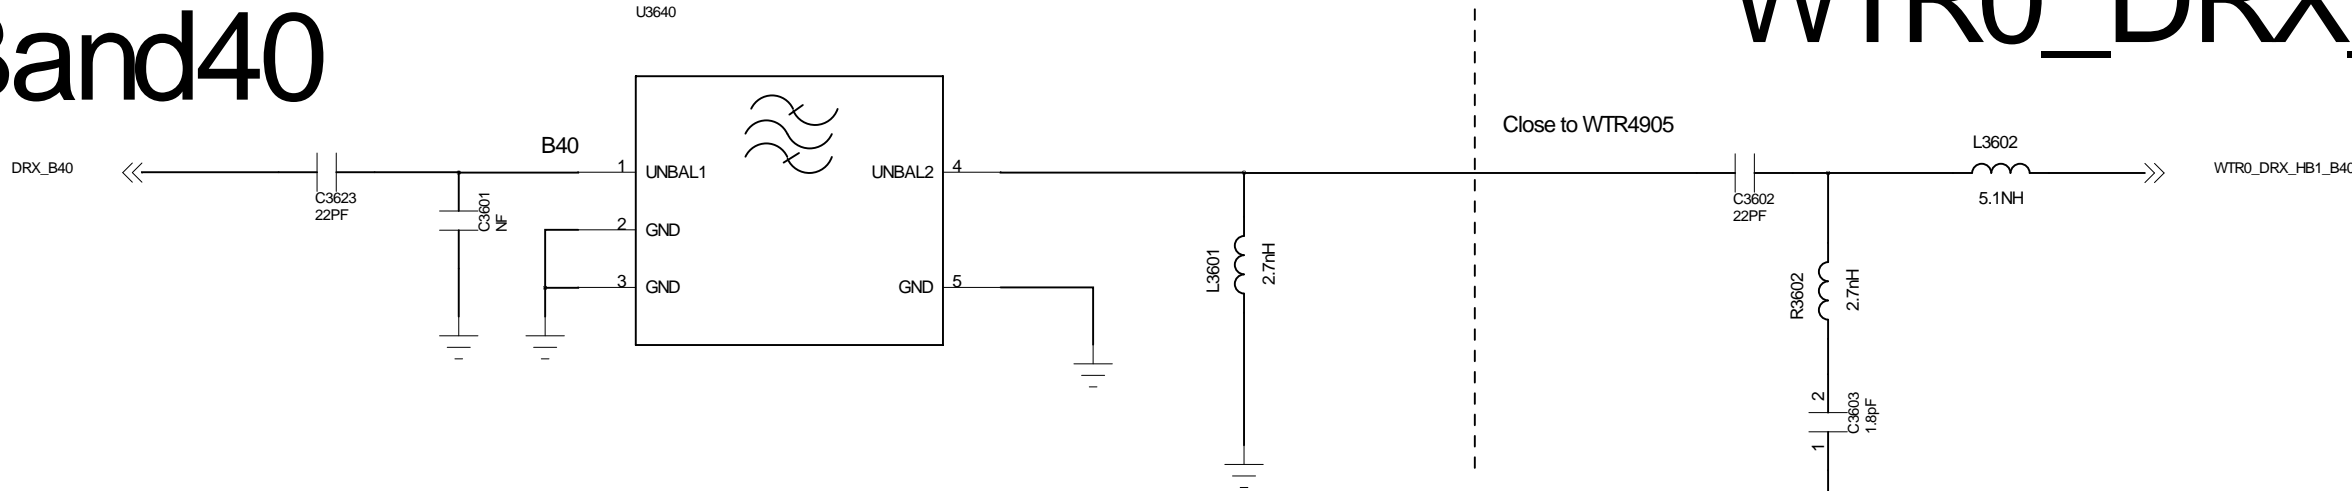 U3640
Band40
WTR0_DRX_
Close to WTR4905
B40
L3602
DRX_B40
1
UNBAL1
UNBAL2
4
WTR0_DRX_HB1_B40
C3623
22PF
C3601
NF
C3602
22PF
5.1NH
2
GND
3
GND
GND
5
L3601
2.7nH
R3602
2.7nH
2
C3603
1.8pF
1